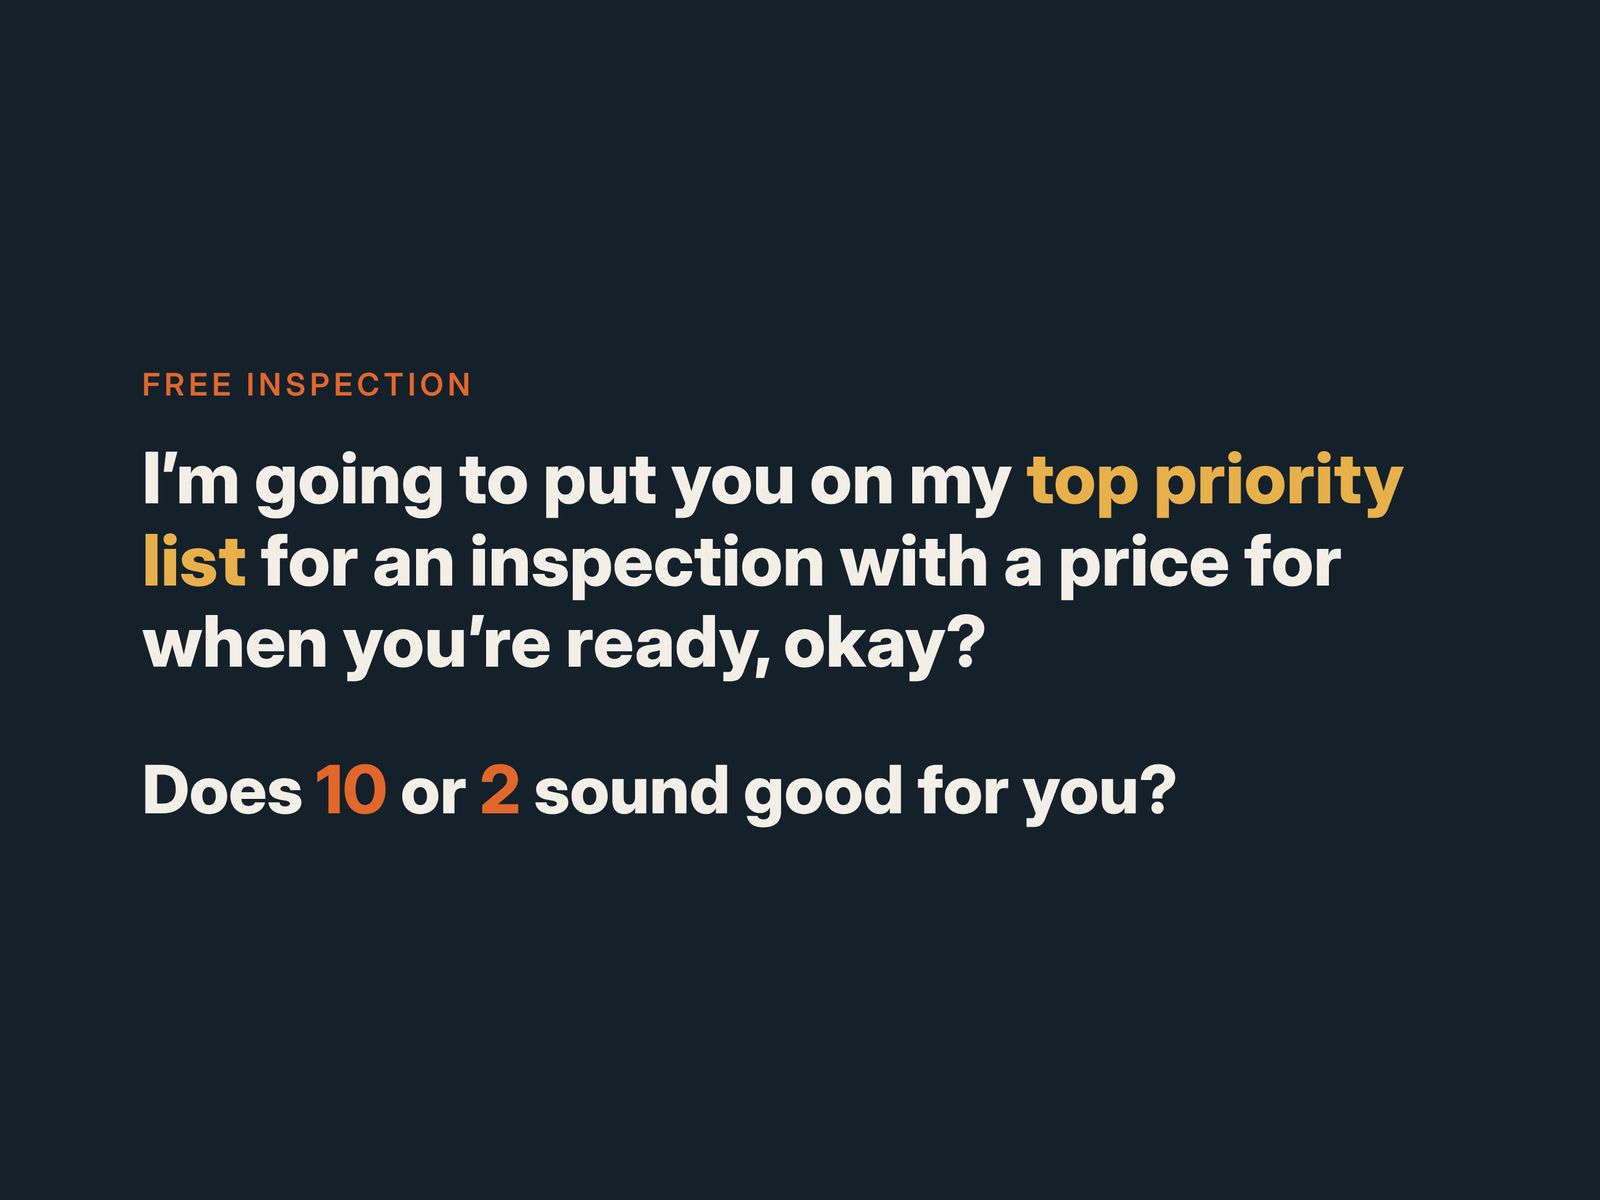 FREE INSPECTION
I’m going to put you on my top priority
list for an inspection with a price for
when you’re ready, okay?
Does 10 or 2 sound good for you?